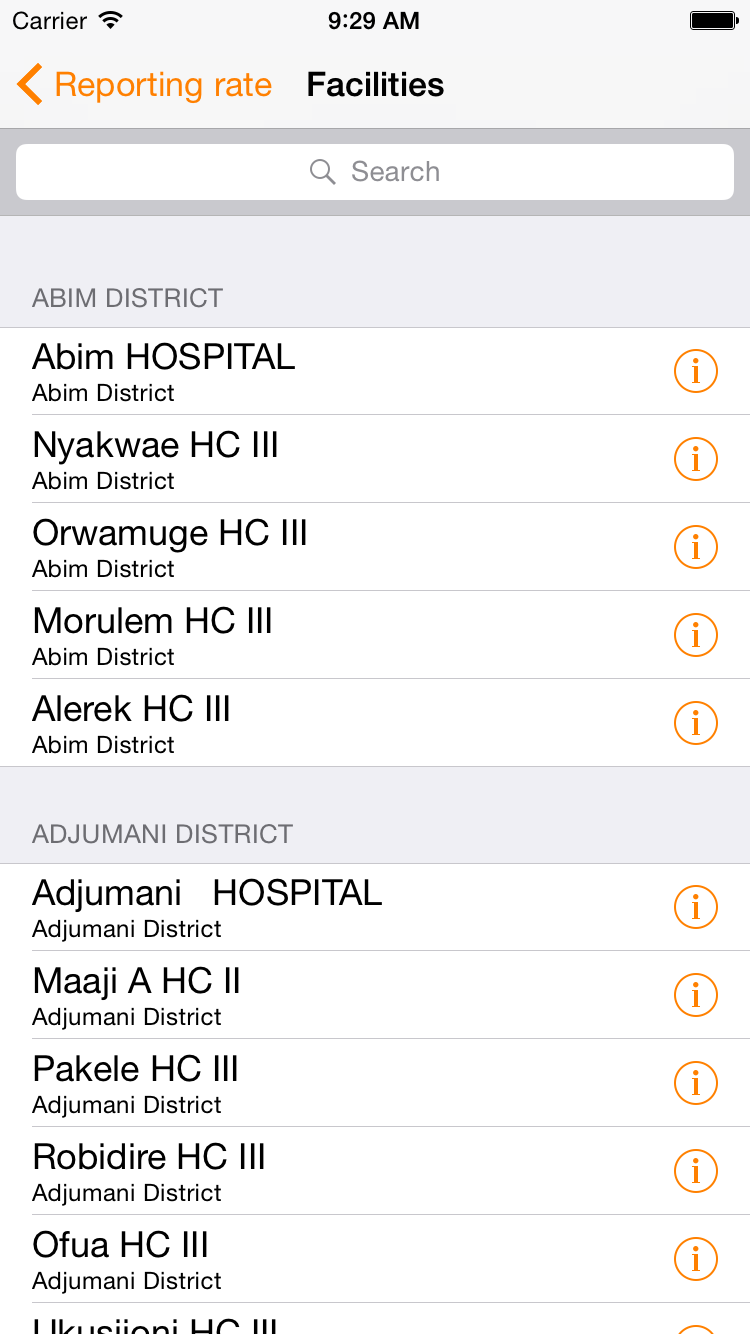 Carrier 9:29 AM
Reporting rate Facilities
Search
ABIM DISTRICT
Abim HOSPITAL
Abim District
Nyakwae HC III
Abim District
Orwamuge HC III
Abim District
Morulem HC III
Abim District
Alerek HC III
Abim District
ADJUMANI DISTRICT
Adjumani   HOSPITAL
Adjumani District
Maaji A HC II
Adjumani District
Pakele HC III
Adjumani District
Robidire HC III
Adjumani District
Ofua HC III
Adjumani District
Ukusijoni HC III